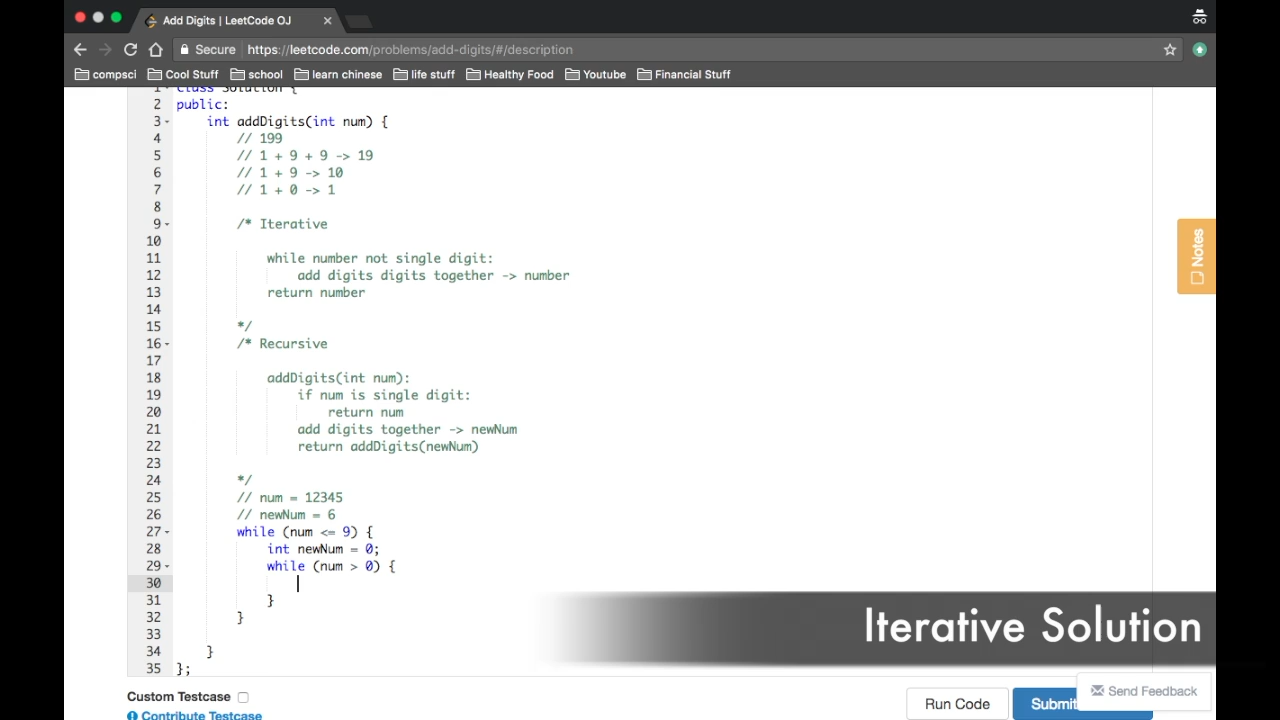 Add Digits | LeetCode OJ
Secure https://leetcode.com/problems/add-digits/#/description
compsci Cool Stuff school learn chinese life stuff Healthy Food Youtube Financial Stuff
1 class Solution {
2 public:
3 int addDigits(int num) {
4 // 199
5 // 1 + 9 + 9 -> 19
6 // 1 + 9 -> 10
7 // 1 + 0 -> 1
8
9 /* Iterative
10
11 while number not single digit:
12 add digits digits together -> number
13 return number
14
15 */
16 /* Recursive
17
18 addDigits(int num):
19 if num is single digit:
20 return num
21 add digits together -> newNum
22 return addDigits(newNum)
23
24 */
25 // num = 12345
26 // newNum = 6
27 while (num <= 9) {
28 int newNum = 0;
29 while (num > 0) {
30
31 }
32 }
33
34 }
35 };
Notes
Iterative Solution
Custom Testcase
Contribute Testcase
Run Code
Submit
Send Feedback